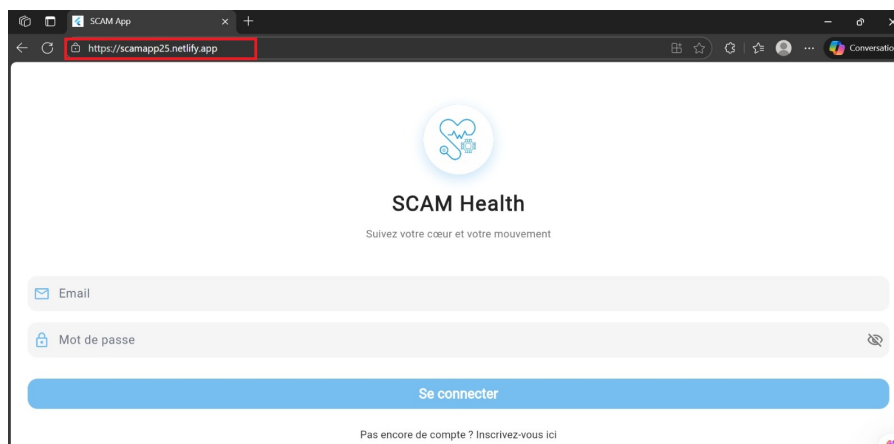 SCAM App
https://scamapp25.netlify.app
Conversatio
SCAM Health
Suivez votre cœur et votre mouvement
Email
Mot de passe
Se connecter
Pas encore de compte ? Inscrivez-vous ici